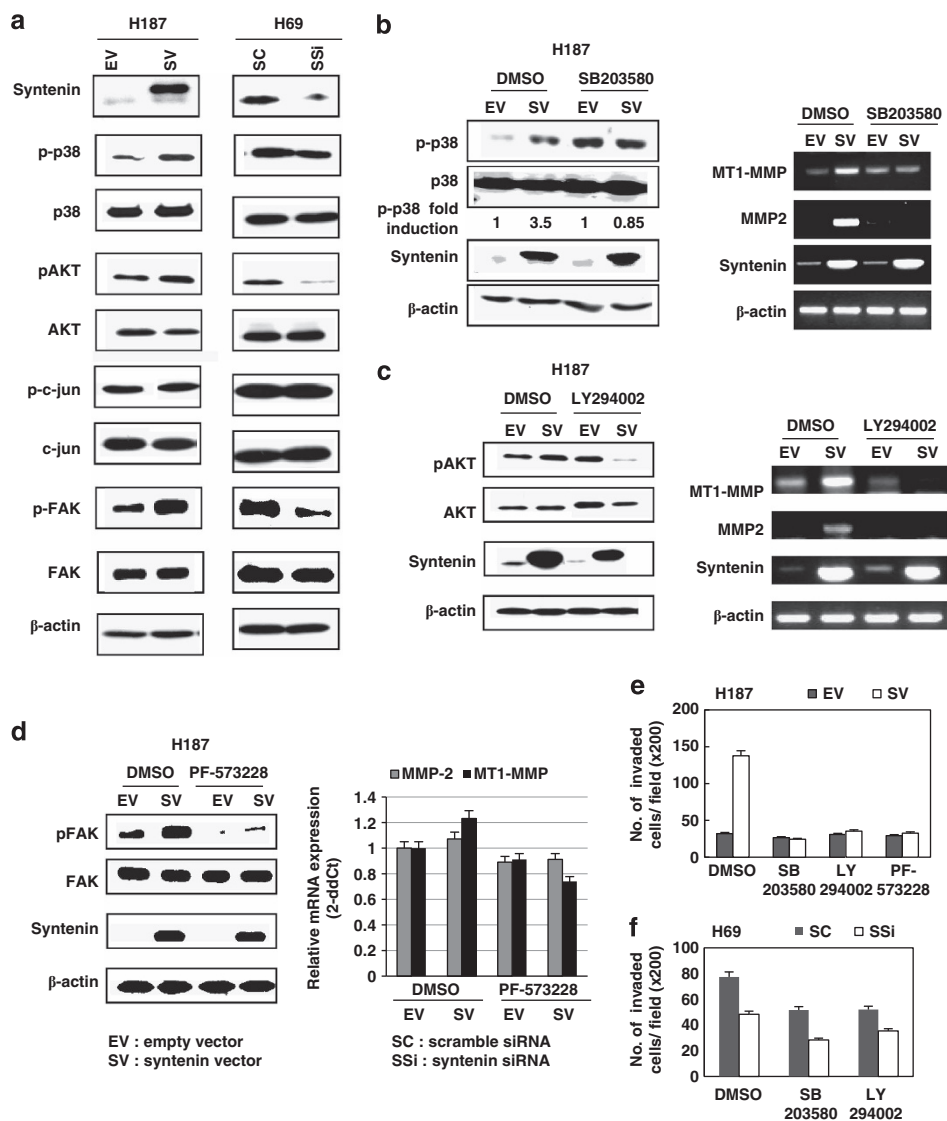 a
H187
H69
EV SV SC SSi
Syntenin
p-p38
p38
pAKT
AKT
p-c-jun
c-jun
p-FAK
FAK
β-actin
b
H187
DMSO SB203580
EV SV EV SV
p-p38
p38
p-p38 fold
induction
1 3.5 1 0.85
Syntenin
β-actin
DMSO SB203580
EV SV EV SV
MT1-MMP
MMP2
Syntenin
β-actin
c
H187
DMSO LY294002
EV SV EV SV
pAKT
AKT
Syntenin
β-actin
DMSO LY294002
EV SV EV SV
MT1-MMP
MMP2
Syntenin
β-actin
d
H187
DMSO PF-573228
EV SV EV SV
pFAK
FAK
Syntenin
β-actin
MMP-2 MT1-MMP
Relative mRNA expression
(2-ddCt)
1.4
1.2
1
0.8
0.6
0.4
0.2
0
DMSO PF-573228
EV SV EV SV
EV : empty vector
SV : syntenin vector
SC : scramble siRNA
SSi : syntenin siRNA
e
H187
EV SV
No. of invaded
cells/ field (x200)
200
150
100
50
0
DMSO SB LY PF-
203580 294002 573228
f
H69
SC SSi
No. of invaded
cells/ field (x200)
100
80
60
40
20
0
DMSO SB LY
203580 294002